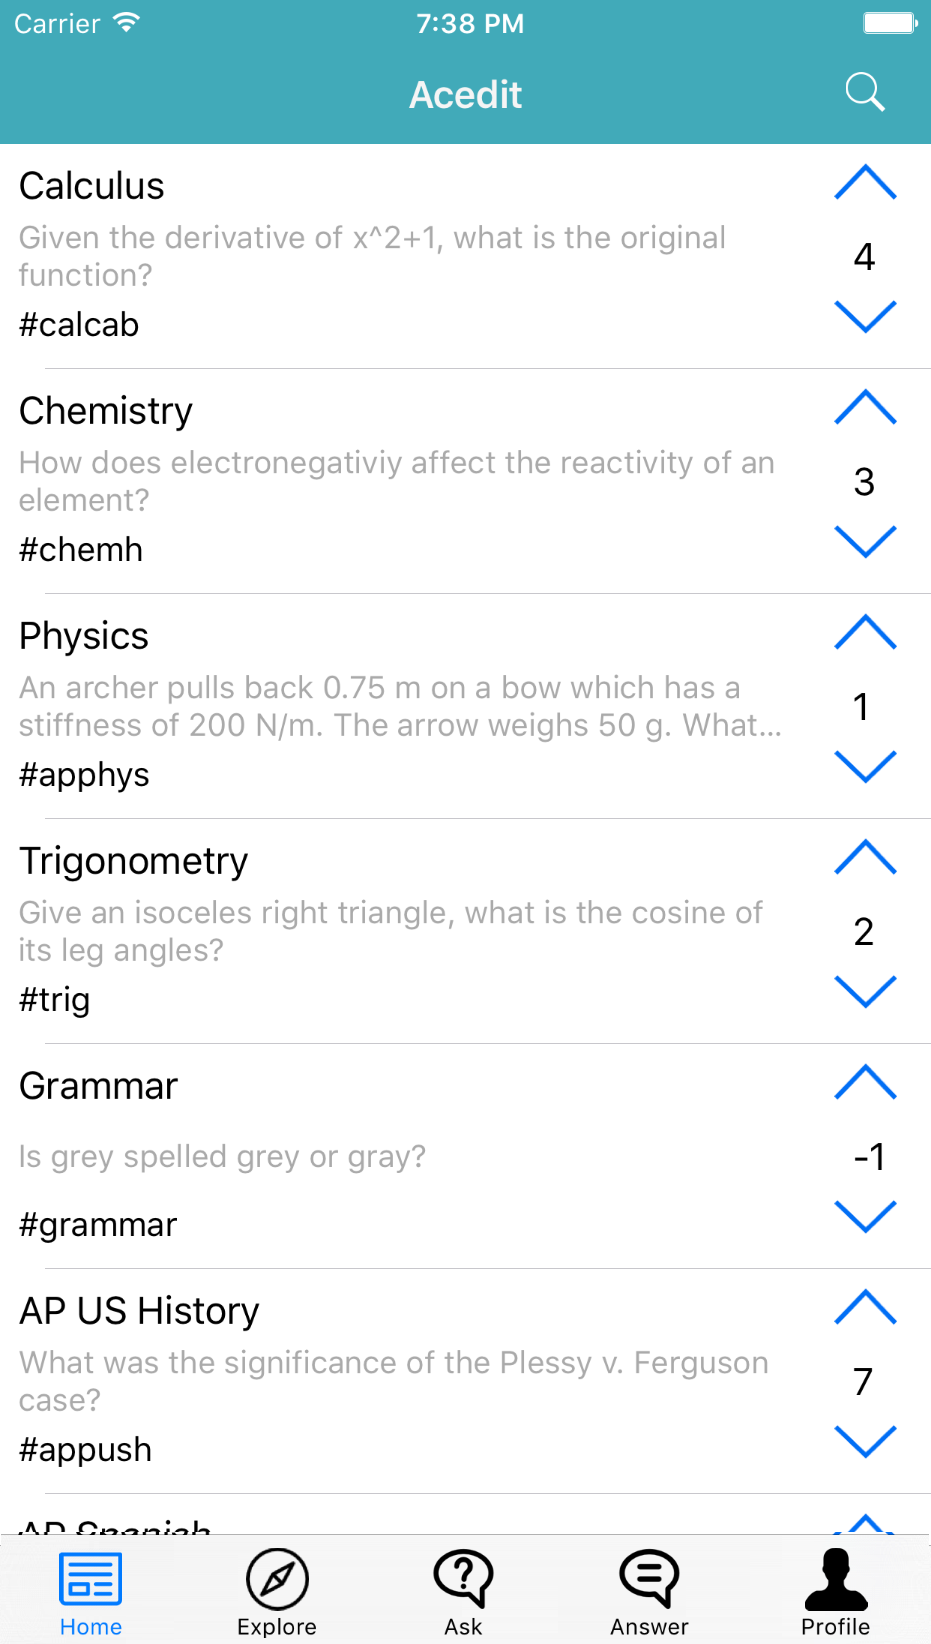 Carrier 7:38 PM
Acedit
Calculus
Given the derivative of x^2+1, what is the original
function?
4
#calcab
Chemistry
How does electronegativiy affect the reactivity of an
element?
3
#chemh
Physics
An archer pulls back 0.75 m on a bow which has a
stiffness of 200 N/m. The arrow weighs 50 g. What...
1
#apphys
Trigonometry
Give an isoceles right triangle, what is the cosine of
its leg angles?
2
#trig
Grammar
Is grey spelled grey or gray?
-1
#grammar
AP US History
What was the significance of the Plessy v. Ferguson
case?
7
#appush
AP Spanish
Home Explore Ask Answer Profile